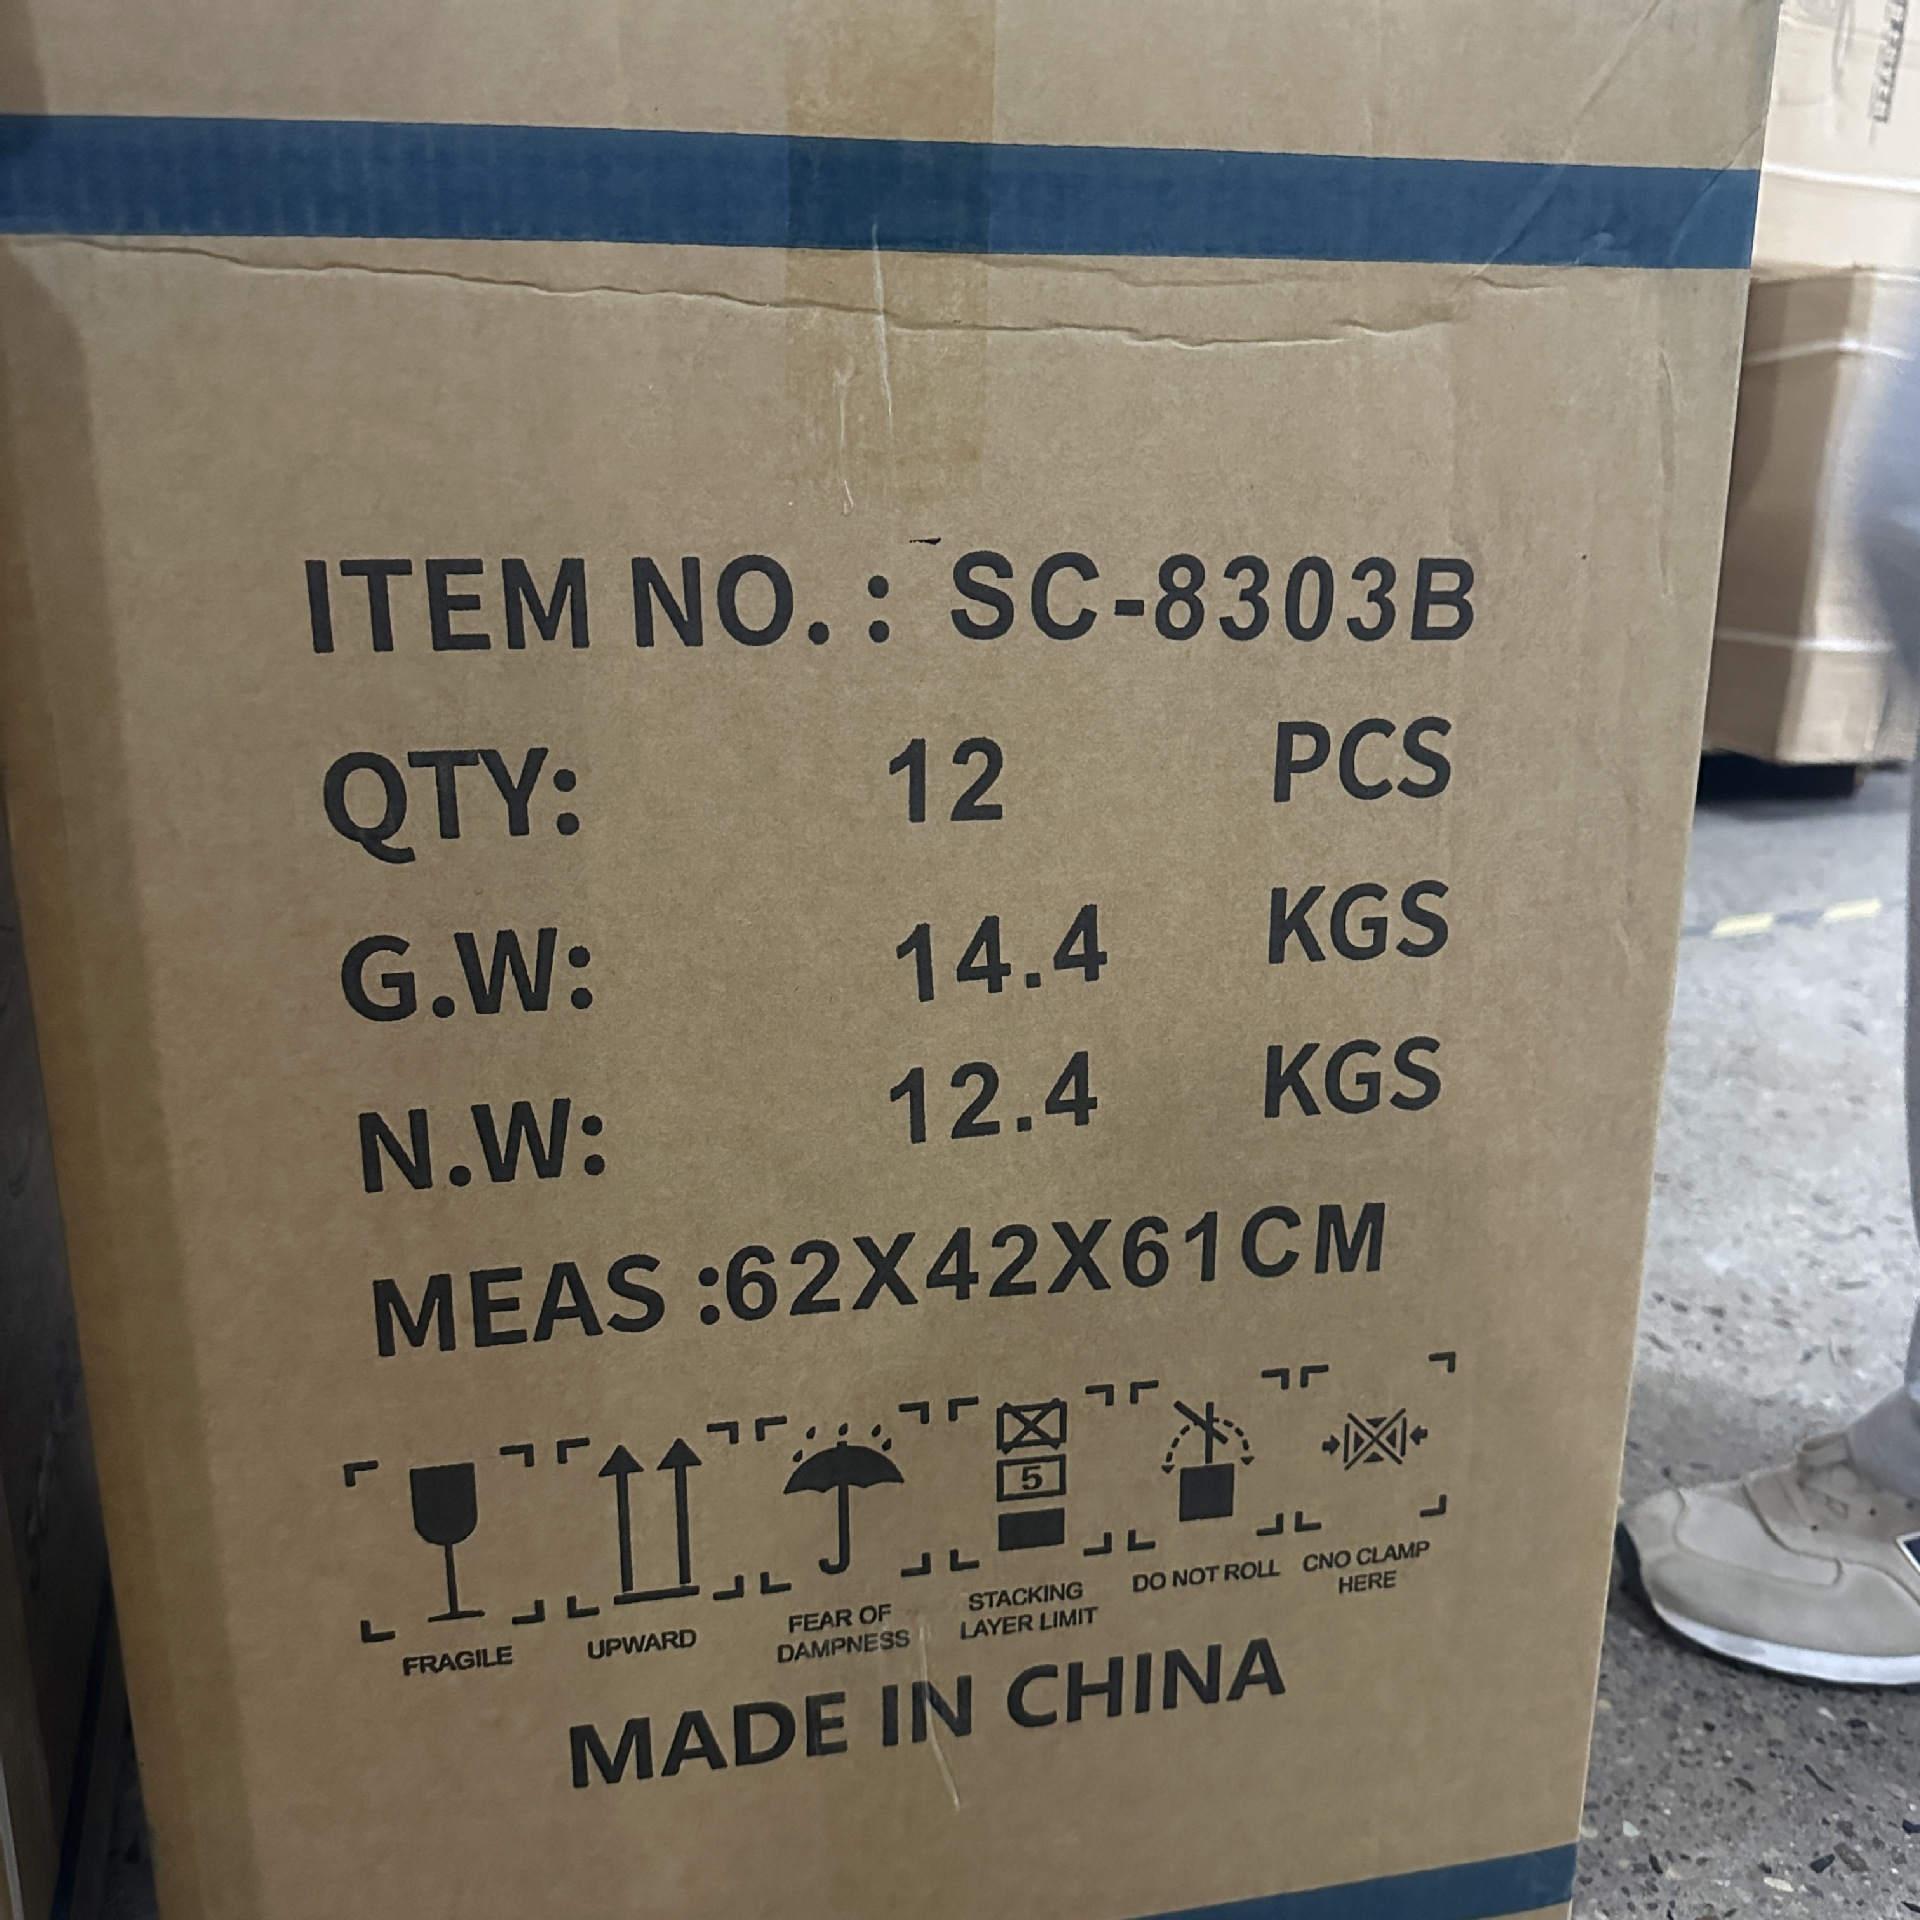 ITEM NO. : SC-8303B
QTY: 12 PCS
G.W: 14.4 KGS
N.W: 12.4 KGS
MEAS :62X42X61CM
5
FRAGILE
UPWARD
FEAR OF
DAMPNESS
STACKING
LAYER LIMIT
DO NOT ROLL
CNO CLAMP
HERE
MADE IN CHINA